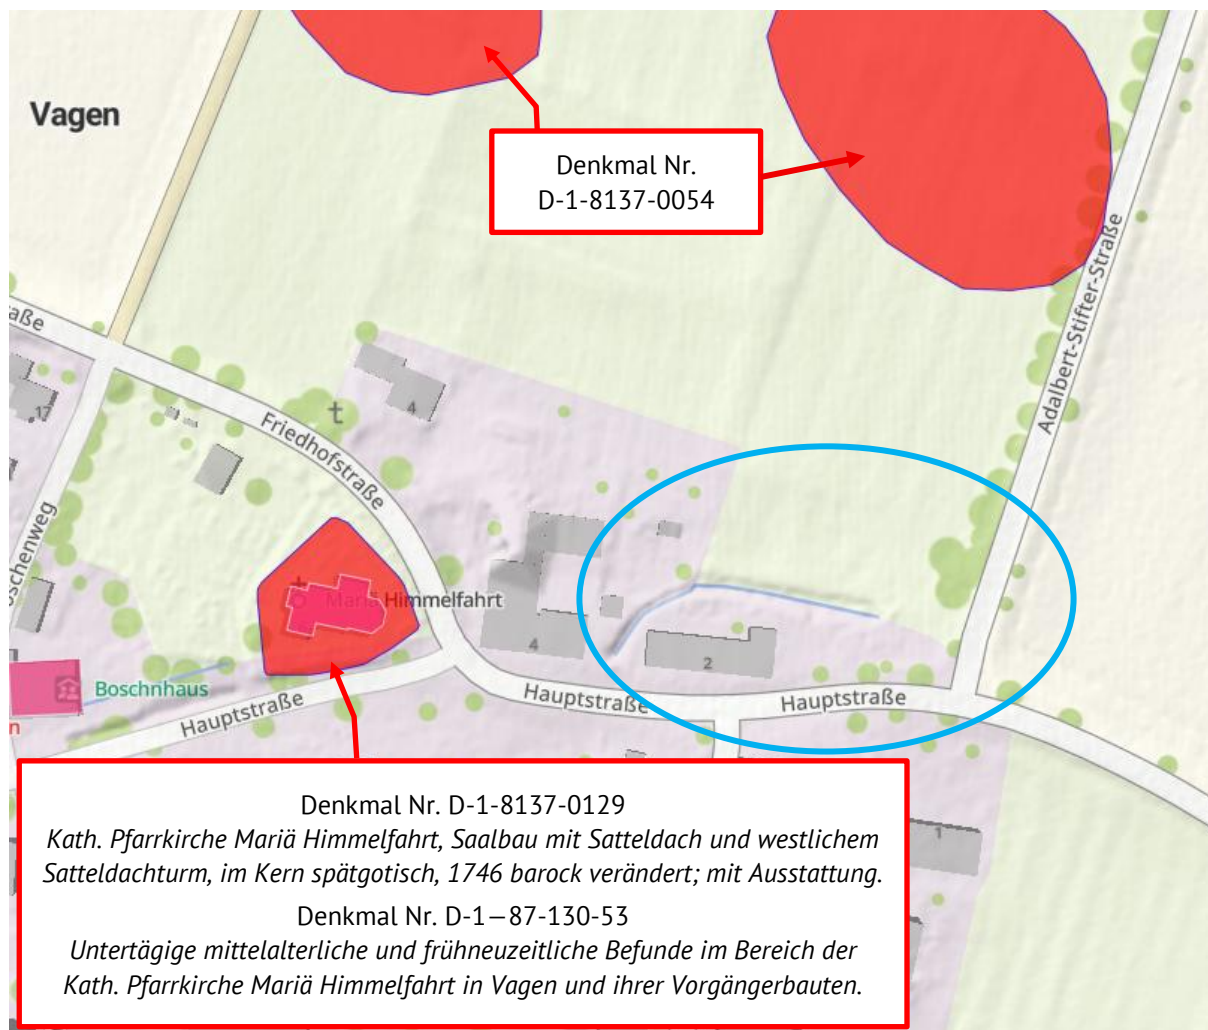 Vagen
Denkmal Nr.
D-1-8137-0054
aße
Adalbert-Stifter-Straße
17
4
t
Friedhofstraße
schenweg
Mariä Himmelfahrt
4
2
Boschnhaus
Hauptstraße
Hauptstraße
Hauptstraße
n
1
Denkmal Nr. D-1-8137-0129
Kath. Pfarrkirche Mariä Himmelfahrt, Saalbau mit Satteldach und westlichem
Satteldachturm, im Kern spätgotisch, 1746 barock verändert; mit Ausstattung.
Denkmal Nr. D-1—87-130-53
Untertägige mittelalterliche und frühneuzeitliche Befunde im Bereich der
Kath. Pfarrkirche Mariä Himmelfahrt in Vagen und ihrer Vorgängerbauten.